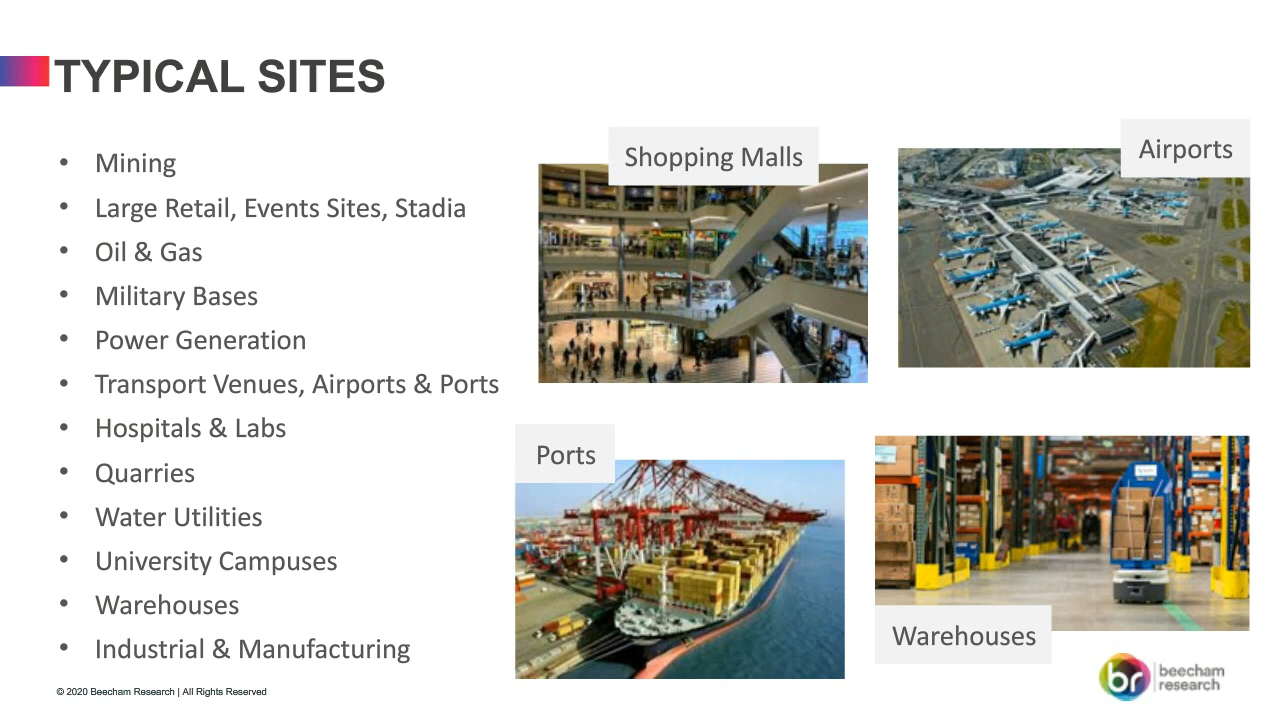 TYPICAL SITES
• Mining
• Large Retail, Events Sites, Stadia
• Oil & Gas
• Military Bases
• Power Generation
• Transport Venues, Airports & Ports
• Hospitals & Labs
• Quarries
• Water Utilities
• University Campuses
• Warehouses
• Industrial & Manufacturing
Shopping Malls
Airports
Ports
Warehouses
© 2020 Beecham Research | All Rights Reserved
br
beecham
research